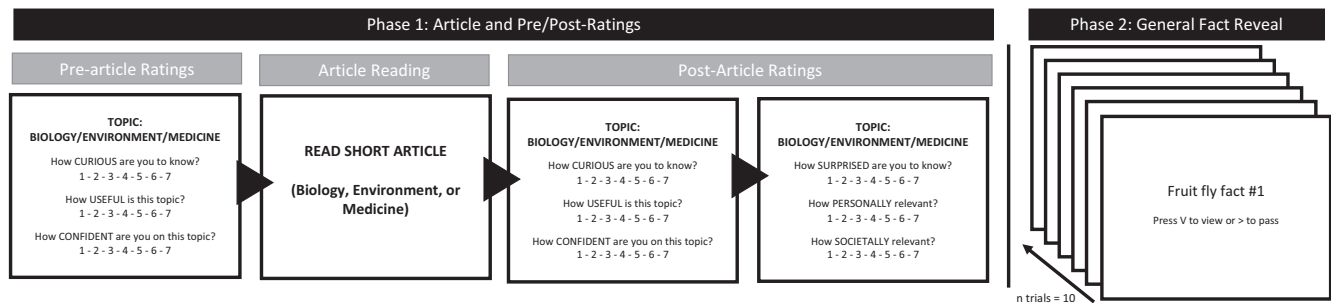 Phase 1: Article and Pre/Post-Ratings
Phase 2: General Fact Reveal
Pre-article Ratings
Article Reading
Post-Article Ratings
TOPIC:
BIOLOGY/ENVIRONMENT/MEDICINE
How CURIOUS are you to know?
1 - 2 - 3 - 4 - 5 - 6 - 7
How USEFUL is this topic?
1 - 2 - 3 - 4 - 5 - 6 - 7
How CONFIDENT are you on this topic?
1 - 2 - 3 - 4 - 5 - 6 - 7
READ SHORT ARTICLE
(Biology, Environment, or
Medicine)
TOPIC:
BIOLOGY/ENVIRONMENT/MEDICINE
How CURIOUS are you to know?
1 - 2 - 3 - 4 - 5 - 6 - 7
How USEFUL is this topic?
1 - 2 - 3 - 4 - 5 - 6 - 7
How CONFIDENT are you on this topic?
1 - 2 - 3 - 4 - 5 - 6 - 7
TOPIC:
BIOLOGY/ENVIRONMENT/MEDICINE
How SURPRISED are you to know?
1 - 2 - 3 - 4 - 5 - 6 - 7
How PERSONALLY relevant?
1 - 2 - 3 - 4 - 5 - 6 - 7
How SOCIETALLY relevant?
1 - 2 - 3 - 4 - 5 - 6 - 7
Fruit fly fact #1
Press V to view or > to pass
n trials = 10